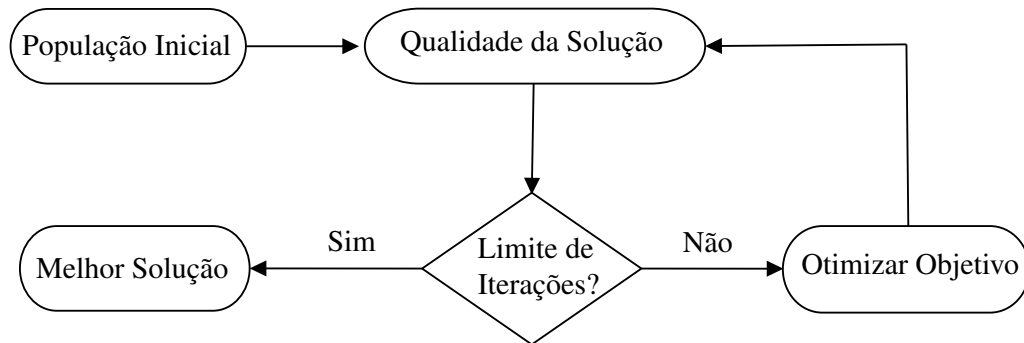 População Inicial
Qualidade da Solução
Sim
Limite de
Iterações?
Não
Melhor Solução
Otimizar Objetivo